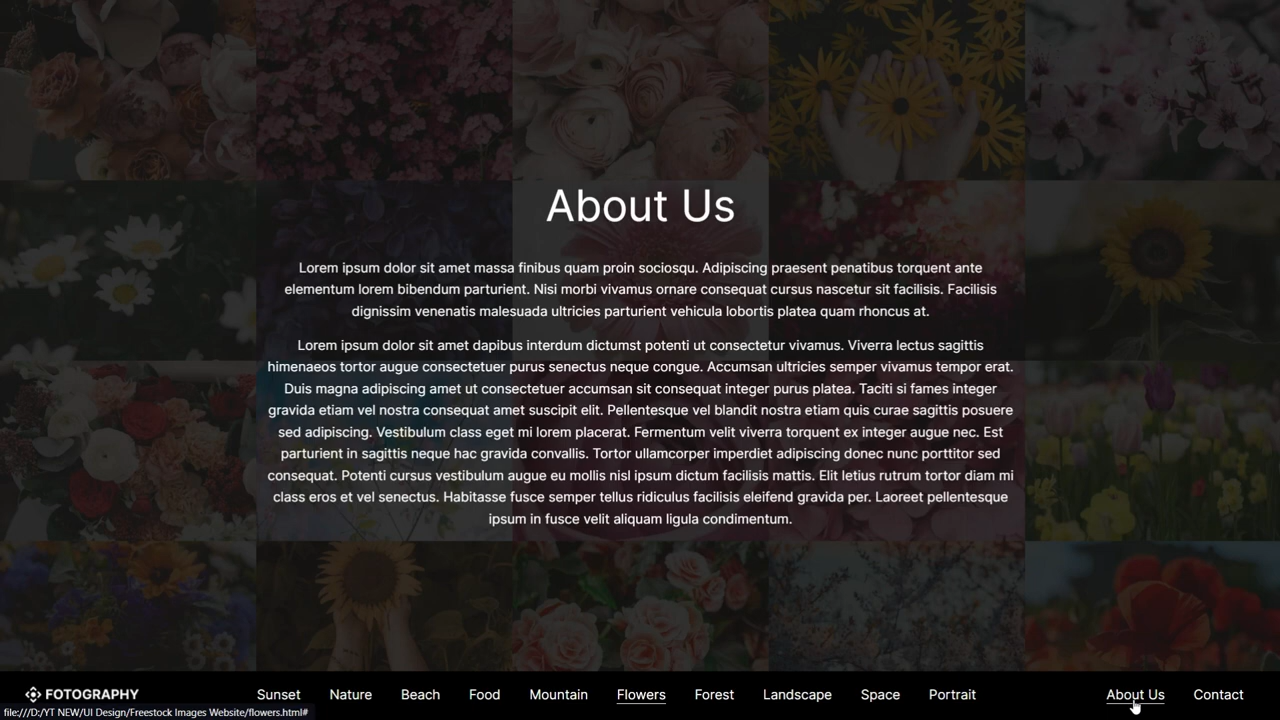 About Us
Lorem ipsum dolor sit amet massa finibus quam proin sociosqu. Adipiscing praesent penatibus torquent ante
elementum lorem bibendum parturient. Nisi morbi vivamus ornare consequat cursus nascetur sit facilisis. Facilisis
dignissim venenatis malesuada ultricies parturient vehicula lobortis platea quam rhoncus at.
Lorem ipsum dolor sit amet dapibus interdum dictumst potenti ut consectetur vivamus. Viverra lectus sagittis
himenaeos tortor augue consectetuer purus senectus neque congue. Accumsan ultricies semper vivamus tempor erat.
Duis magna adipiscing amet ut consectetuer accumsan sit consequat integer purus platea. Taciti si fames integer
gravida etiam vel nostra consequat amet suscipit elit. Pellentesque vel blandit nostra etiam quis curae sagittis posuere
sed adipiscing. Vestibulum class eget mi lorem placerat. Fermentum velit viverra torquent ex integer augue nec. Est
parturient in sagittis neque hac gravida convallis. Tortor ullamcorper imperdiet adipiscing donec nunc porttitor sed
consequat. Potenti cursus vestibulum augue eu mollis nisl ipsum dictum facilisis mattis. Elit letius rutrum tortor diam mi
class eros et vel senectus. Habitasse fusce semper tellus ridiculus facilisis eleifend gravida per. Laoreet pellentesque
ipsum in fusce velit aliquam ligula condimentum.
FOTOGRAPHY Sunset Nature Beach Food Mountain Flowers Forest Landscape Space Portrait About Us Contact
file:///D:/YT NEW/UI Design/Freestock Images Website/flowers.html#